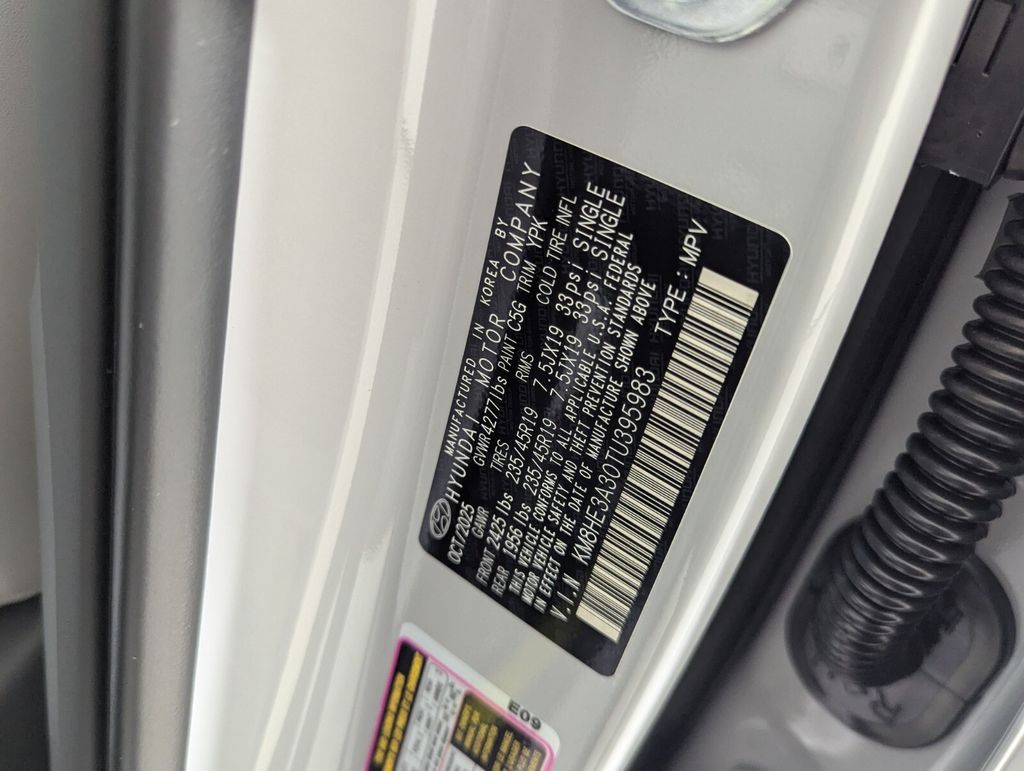 MANUFACTURED IN KOREA BY
HYUNDAI MOTOR COMPANY
OCT/2025 GVWR 4277 lbs PAINT C5G TRIM YPK
GAWR TIRES RIMS COLD TIRE INFL
FRONT 2425 lbs 235/45R19 7.5JX19 33psi SINGLE
REAR 1956 lbs 235/45R19 7.5JX19 33psi SINGLE
THIS VEHICLE CONFORMS TO ALL APPLICABLE U.S.A. FEDERAL
MOTOR VEHICLE SAFETY AND THEFT PREVENTION STANDARDS
IN EFFECT ON THE DATE OF MANUFACTURE SHOWN ABOVE
V.I.N KM8HE3A30TU395983 TYPE : MPV
E09